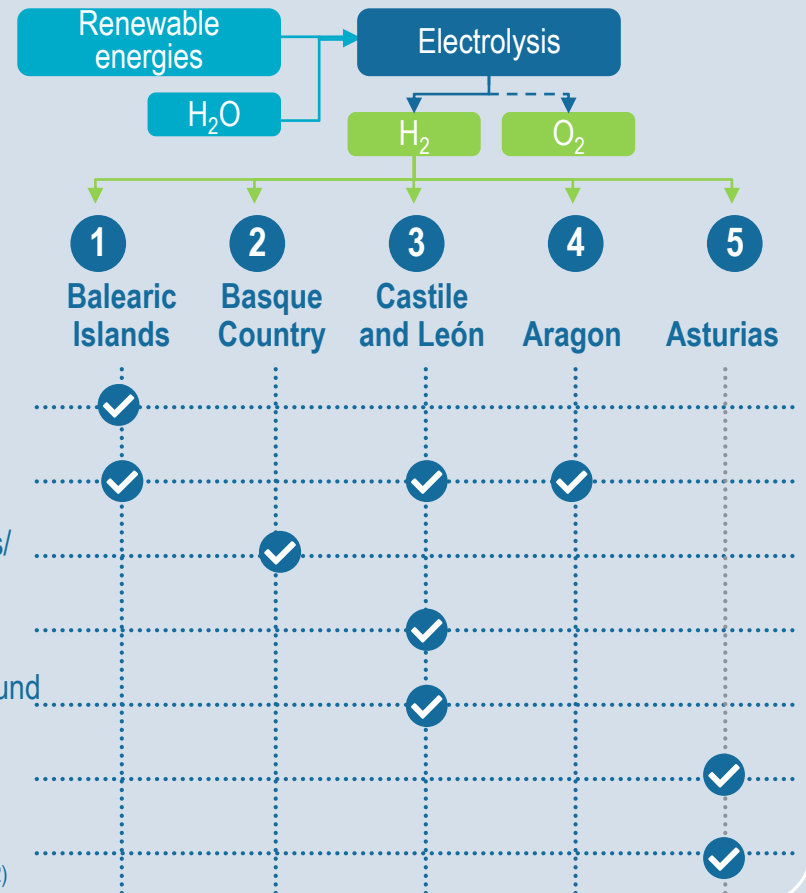 Renewable
energies
Electrolysis
H₂O
H₂
O₂
1
2
3
4
5
Balearic
Islands
Basque
Country
Castile
and León
Aragon
Asturias
s/
und
2)